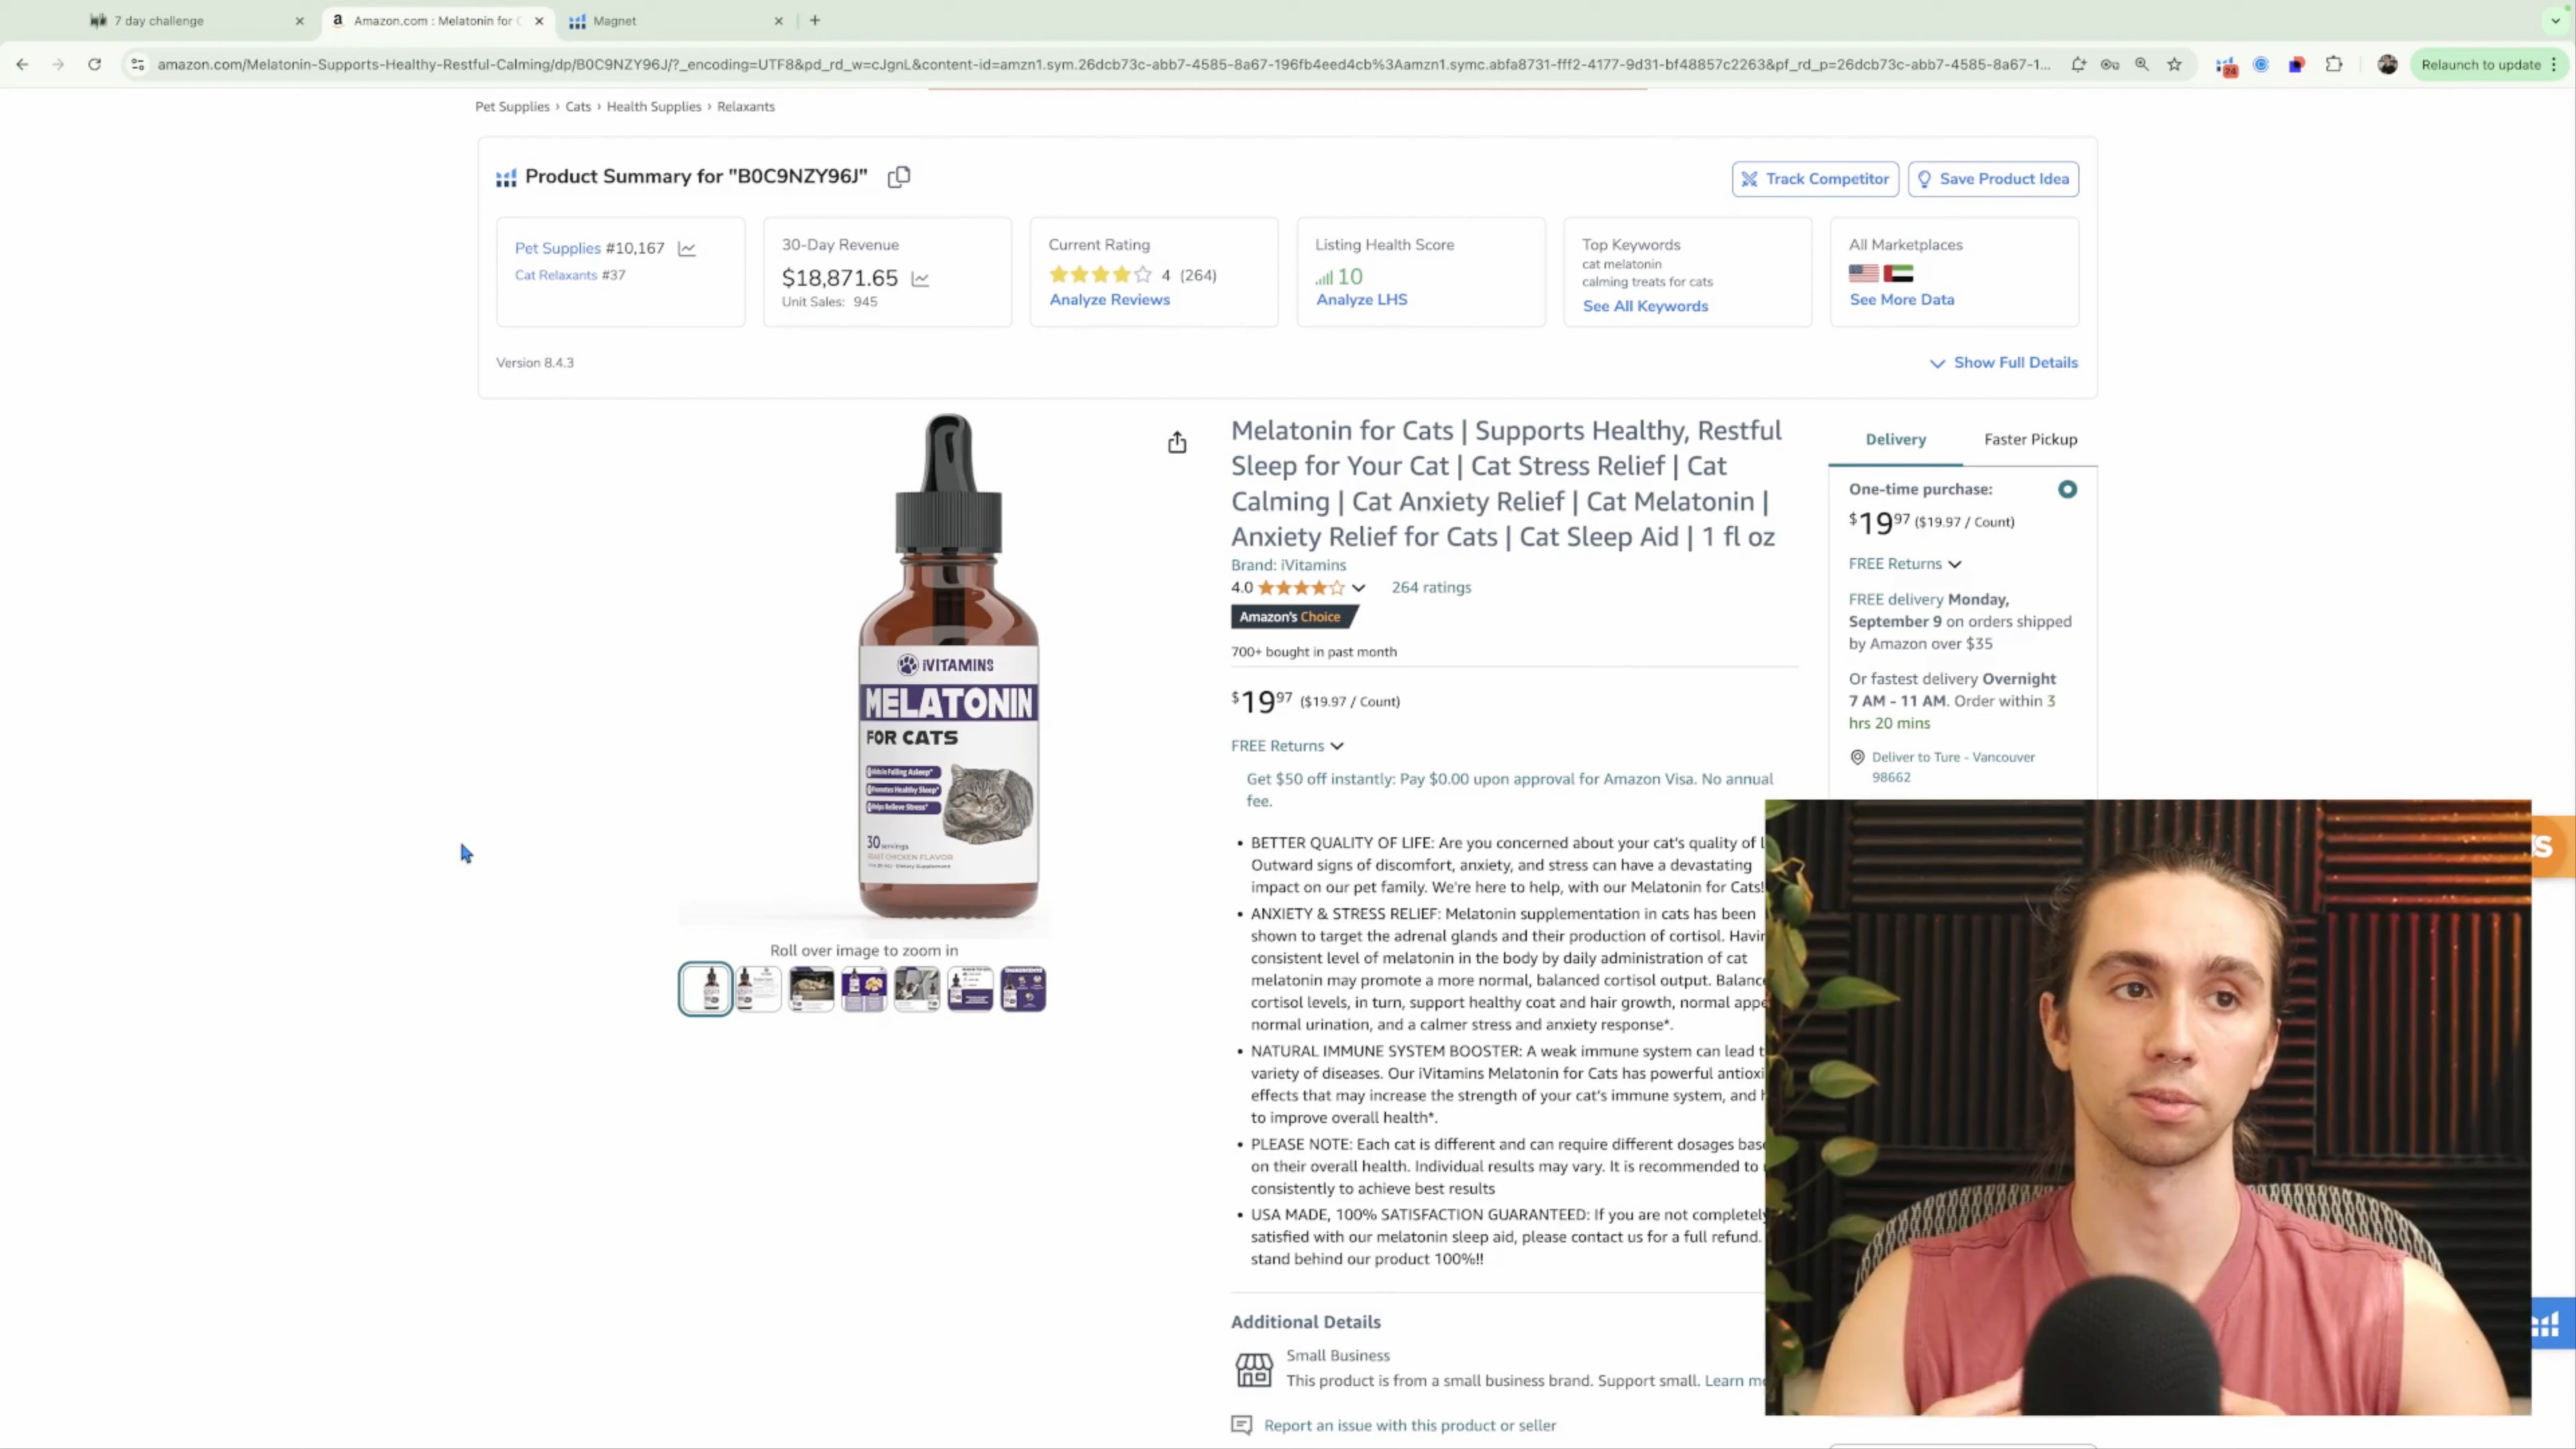 7 day challenge
Amazon.com : Melatonin for C
Magnet
amazon.com/Melatonin-Supports-Healthy-Restful-Calming/dp/B0C9NZY96J/?_encoding=UTF8&pd_rd_w=cJgnL&content-id=amzn1.sym.26dcb73c-abb7-4585-8a67-196fb4eed4cb%3Aamzn1.symc.abfa8731-fff2-4177-9d31-bf48857c2263&pf_rd_p=26dcb73c-abb7-4585-8a67-1...
24
Relaunch to update
Pet Supplies › Cats › Health Supplies › Relaxants
Product Summary for "B0C9NZY96J"
Track Competitor
Save Product Idea
Pet Supplies #10,167
Cat Relaxants #37
30-Day Revenue
$18,871.65
Unit Sales: 945
Current Rating
4 (264)
Analyze Reviews
Listing Health Score
10
Analyze LHS
Top Keywords
cat melatonin
calming treats for cats
See All Keywords
All Marketplaces
See More Data
Version 8.4.3
Show Full Details
iVITAMINS
MELATONIN
FOR CATS
Aids in Falling Asleep*
Promotes Healthy Sleep*
Helps Relieve Stress*
30 servings
Roll over image to zoom in
Melatonin for Cats | Supports Healthy, Restful
Sleep for Your Cat | Cat Stress Relief | Cat
Calming | Cat Anxiety Relief | Cat Melatonin |
Anxiety Relief for Cats | Cat Sleep Aid | 1 fl oz
Brand: iVitamins
4.0
264 ratings
Amazon's Choice
700+ bought in past month
$19 97 ($19.97 / Count)
FREE Returns
Get $50 off instantly: Pay $0.00 upon approval for Amazon Visa. No annual
fee.
• BETTER QUALITY OF LIFE: Are you concerned about your cat's quality of l
Outward signs of discomfort, anxiety, and stress can have a devastating
impact on our pet family. We're here to help, with our Melatonin for Cats!
• ANXIETY & STRESS RELIEF: Melatonin supplementation in cats has been
shown to target the adrenal glands and their production of cortisol. Havin
consistent level of melatonin in the body by daily administration of cat
melatonin may promote a more normal, balanced cortisol output. Balanc
cortisol levels, in turn, support healthy coat and hair growth, normal appe
normal urination, and a calmer stress and anxiety response*.
• NATURAL IMMUNE SYSTEM BOOSTER: A weak immune system can lead t
variety of diseases. Our iVitamins Melatonin for Cats has powerful antioxi
effects that may increase the strength of your cat's immune system, and h
to improve overall health*.
• PLEASE NOTE: Each cat is different and can require different dosages base
on their overall health. Individual results may vary. It is recommended to
consistently to achieve best results
• USA MADE, 100% SATISFACTION GUARANTEED: If you are not completely
satisfied with our melatonin sleep aid, please contact us for a full refund.
stand behind our product 100%!!
Additional Details
Small Business
This product is from a small business brand. Support small. Learn mo
Report an issue with this product or seller
Delivery
Faster Pickup
One-time purchase:
$19 97 ($19.97 / Count)
FREE Returns
FREE delivery Monday,
September 9 on orders shipped
by Amazon over $35
Or fastest delivery Overnight
7 AM - 11 AM. Order within 3
hrs 20 mins
Deliver to Ture - Vancouver
98662